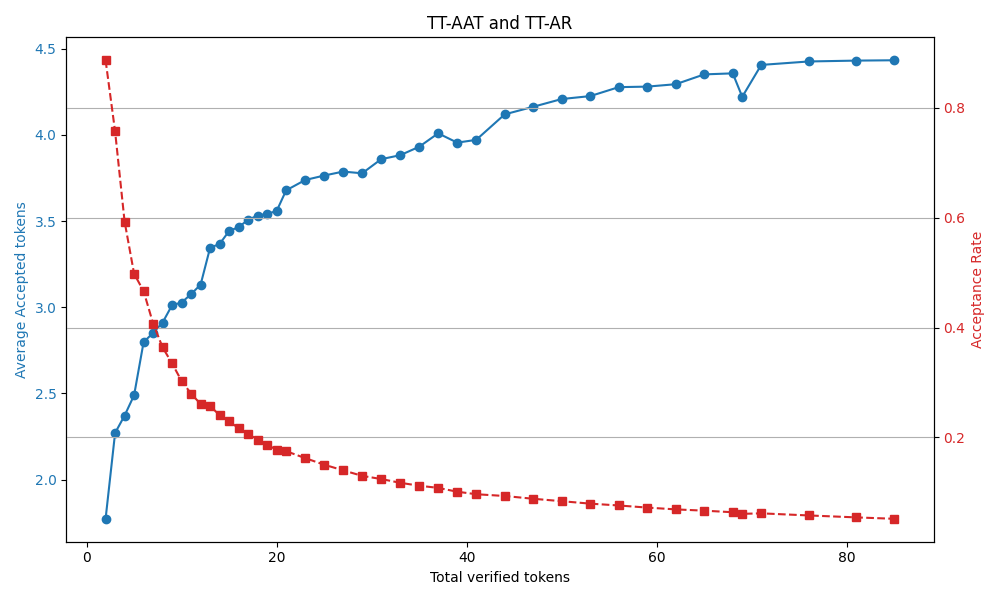 TT-AAT and TT-AR
4.5
4.0
3.5
3.0
2.5
2.0
Average Accepted tokens
0.8
0.6
0.4
0.2
Acceptance Rate
0 20 40 60 80
Total verified tokens